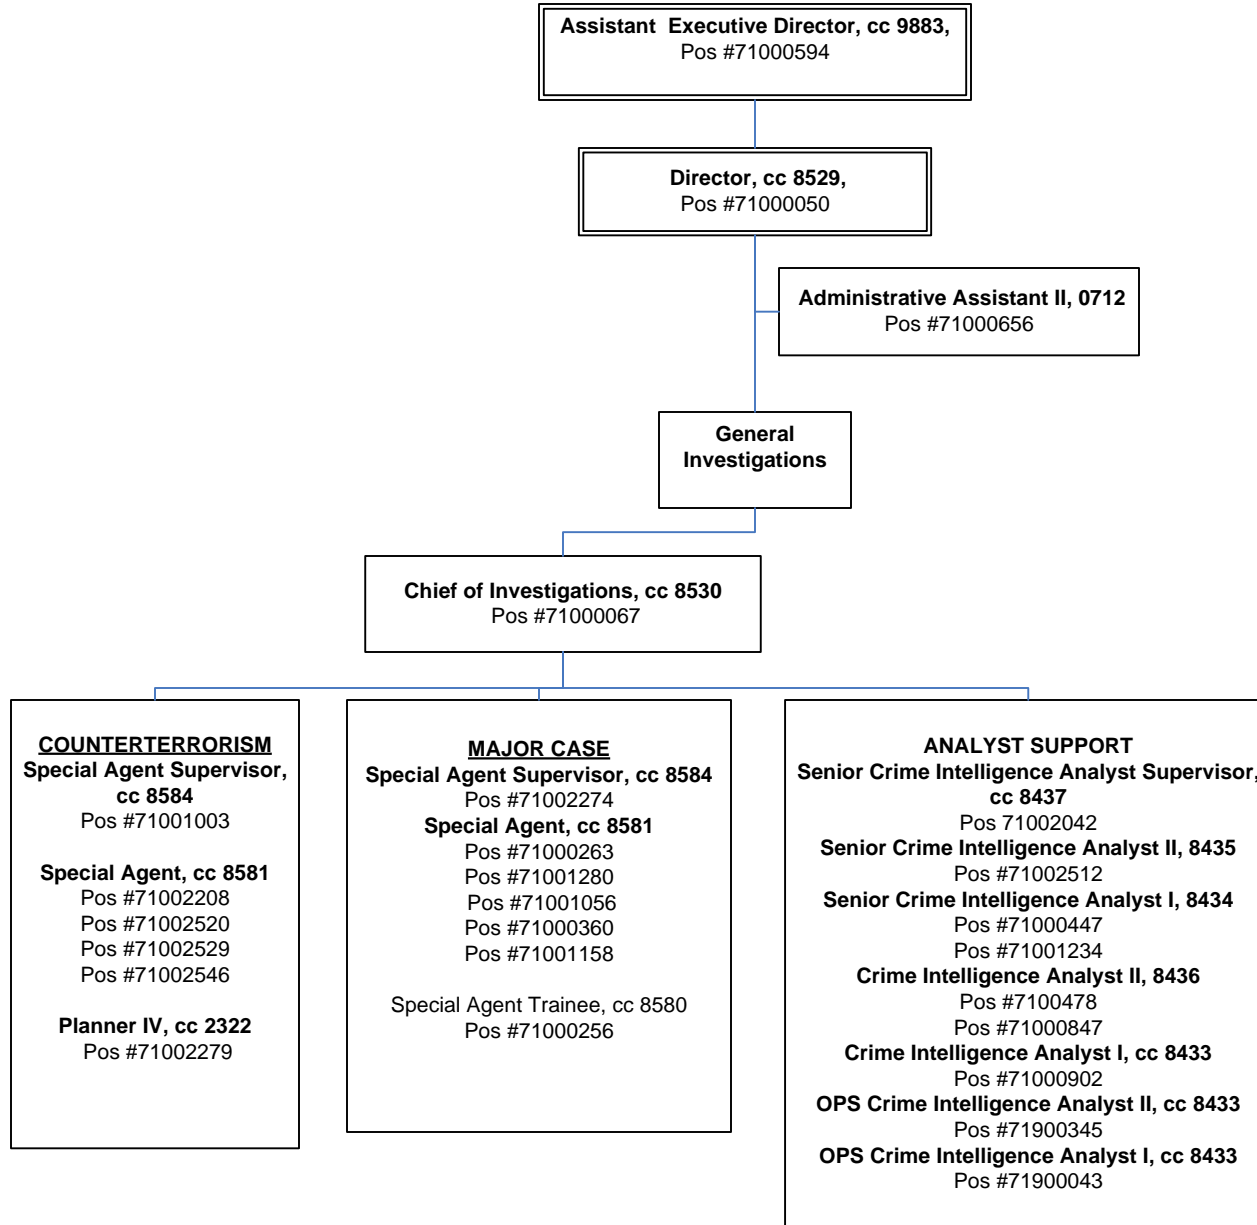 Assistant  Executive Director, cc 9883,
Pos #71000594
Director, cc 8529,
Pos #71000050
Administrative Assistant II, 0712
Pos #71000656
General
Investigations
Chief of Investigations, cc 8530
Pos #71000067
COUNTERTERRORISM
Special Agent Supervisor,
cc 8584
Pos #71001003
Special Agent, cc 8581
Pos #71002208
Pos #71002520
Pos #71002529
Pos #71002546
Planner IV, cc 2322
Pos #71002279
MAJOR CASE
Special Agent Supervisor, cc 8584
Pos #71002274
Special Agent, cc 8581
Pos #71000263
Pos #71001280
Pos #71001056
Pos #71000360
Pos #71001158
Special Agent Trainee, cc 8580
Pos #71000256
ANALYST SUPPORT
Senior Crime Intelligence Analyst Supervisor,
cc 8437
Pos 71002042
Senior Crime Intelligence Analyst II, 8435
Pos #71002512
Senior Crime Intelligence Analyst I, 8434
Pos #71000447
Pos #71001234
Crime Intelligence Analyst II, 8436
Pos #7100478
Pos #71000847
Crime Intelligence Analyst I, cc 8433
Pos #71000902
OPS Crime Intelligence Analyst II, cc 8433
Pos #71900345
OPS Crime Intelligence Analyst I, cc 8433
Pos #71900043